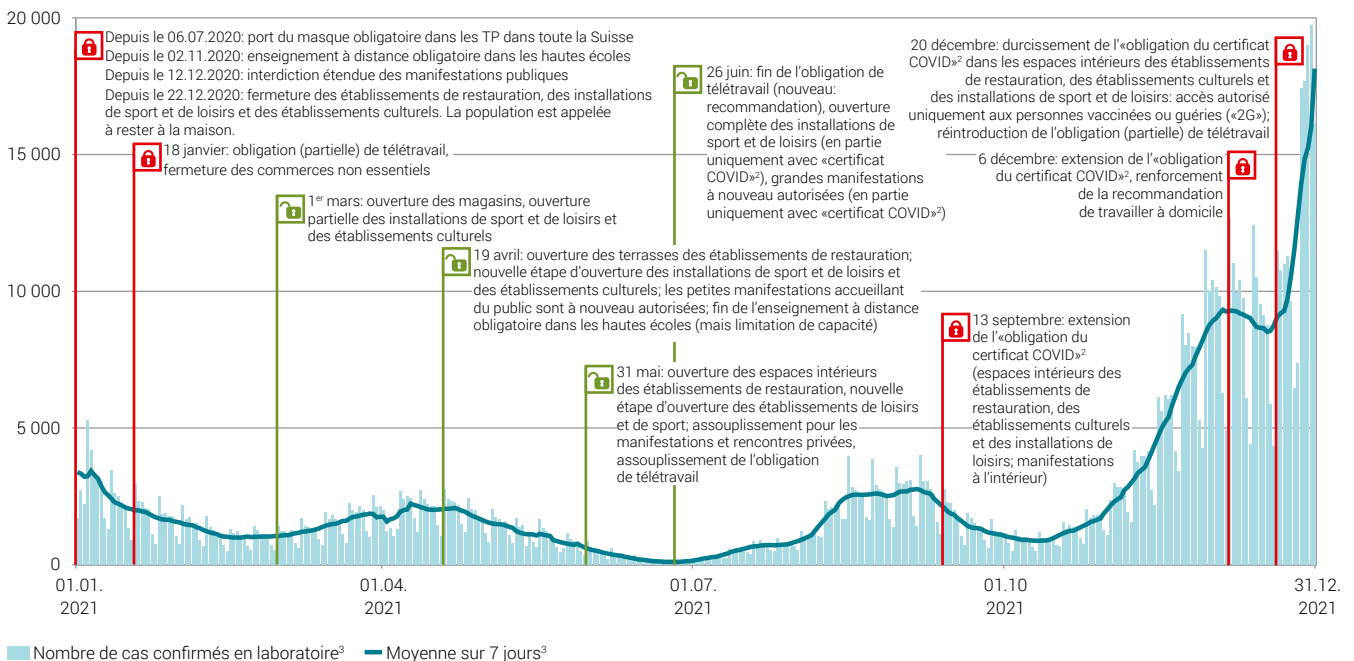 20 000
15 000
10 000
5 000
0
Depuis le 06.07.2020: port du masque obligatoire dans les TP dans toute la Suisse
Depuis le 02.11.2020: enseignement à distance obligatoire dans les hautes écoles
Depuis le 12.12.2020: interdiction étendue des manifestations publiques
Depuis le 22.12.2020: fermeture des établissements de restauration, des installations
de sport et de loisirs et des établissements culturels. La population est appelée
à rester à la maison.
18 janvier: obligation (partielle) de télétravail,
fermeture des commerces non essentiels
1er mars: ouverture des magasins, ouverture
partielle des installations de sport et de loisirs et
des établissements culturels
19 avril: ouverture des terrasses des établissements de restauration;
nouvelle étape d'ouverture des installations de sport et de loisirs et
des établissements culturels; les petites manifestations accueillant
du public sont à nouveau autorisées; fin de l'enseignement à distance
obligatoire dans les hautes écoles (mais limitation de capacité)
31 mai: ouverture des espaces intérieurs
des établissements de restauration, nouvelle
étape d'ouverture des établissements de loisirs
et de sport; assouplissement pour les
manifestations et rencontres privées,
assouplissement de l'obligation
de télétravail
26 juin: fin de l'obligation de
télétravail (nouveau:
recommandation), ouverture
complète des installations de
sport et de loisirs (en partie
uniquement avec «certificat
COVID»²), grandes manifestations
à nouveau autorisées (en partie
uniquement avec «certificat COVID»²)
13 septembre: extension
de l'«obligation du
certificat COVID»²
(espaces intérieurs des
établissements de
restauration, des
établissements culturels
et des installations de
loisirs; manifestations
à l'intérieur)
20 décembre: durcissement de l'«obligation du certificat
COVID»² dans les espaces intérieurs des établissements
de restauration, des établissements culturels et
des installations de sport et de loisirs: accès autorisé
uniquement aux personnes vaccinées ou guéries («2G»);
réintroduction de l'obligation (partielle) de télétravail
6 décembre: extension de l'«obligation
du certificat COVID»², renforcement
de la recommandation
de travailler à domicile
01.01.
2021
01.04.
2021
01.07.
2021
01.10
2021
31.12.
2021
Nombre de cas confirmés en laboratoire³
Moyenne sur 7 jours³